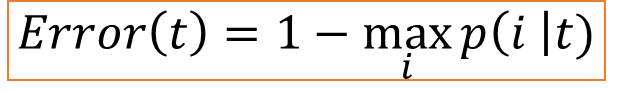 Error(t) = 1 − max p(i |t)
i